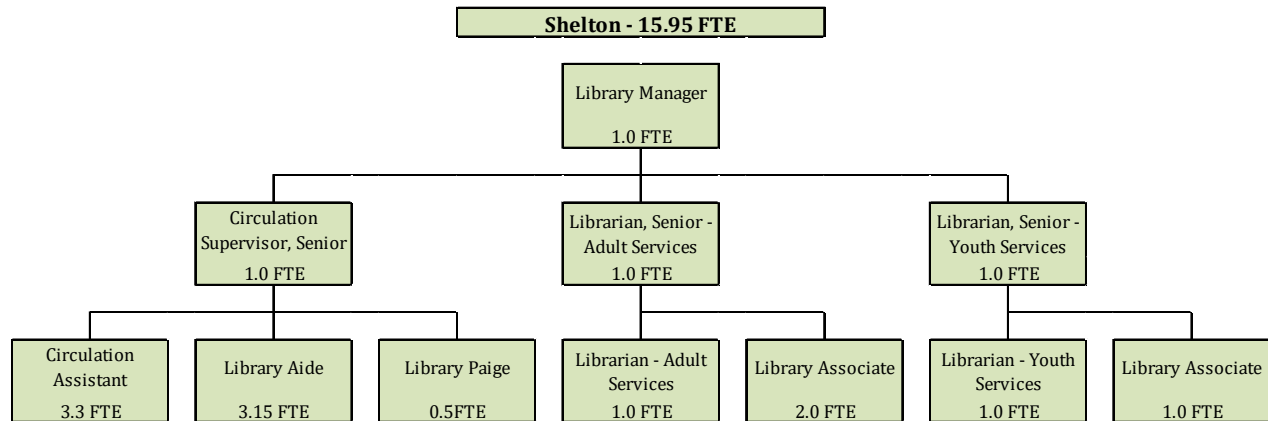 Shelton - 15.95 FTE
Library Manager
1.0 FTE
Circulation
Supervisor, Senior
1.0 FTE
Librarian, Senior -
Adult Services
1.0 FTE
Librarian, Senior -
Youth Services
1.0 FTE
Circulation
Assistant
3.3 FTE
Library Aide
3.15 FTE
Library Paige
0.5FTE
Librarian - Adult
Services
1.0 FTE
Library Associate
2.0 FTE
Librarian - Youth
Services
1.0 FTE
Library Associate
1.0 FTE